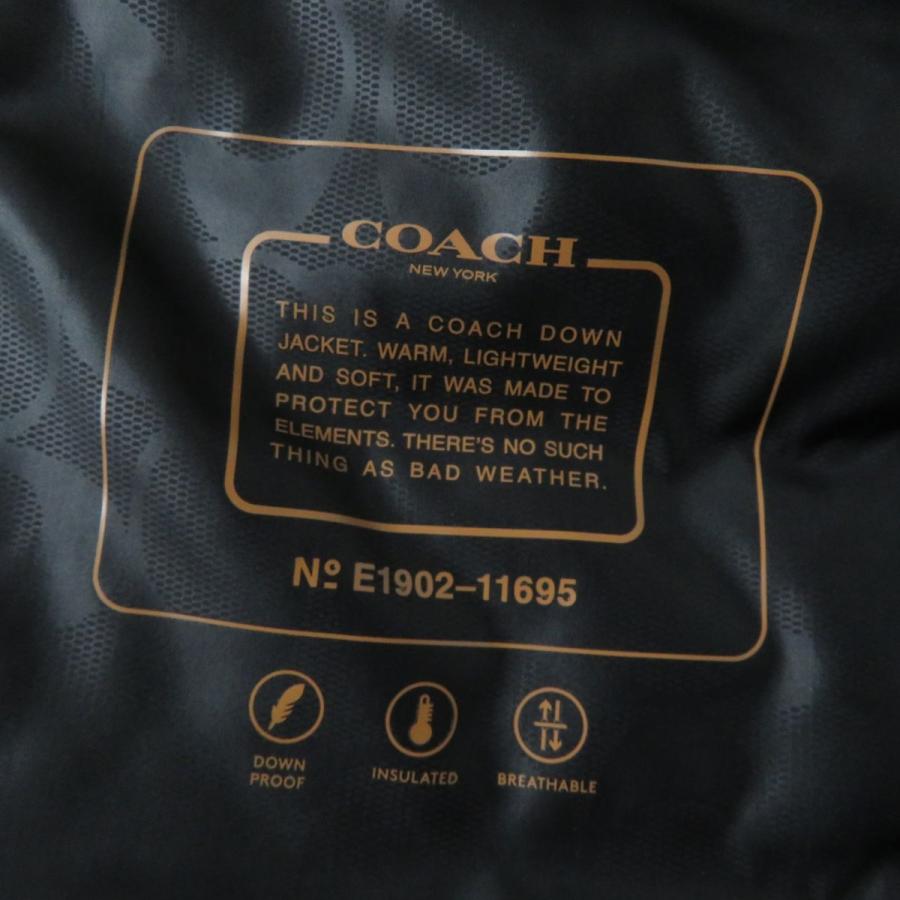 COACH
NEW YORK
THIS IS A COACH DOWN
JACKET. WARM, LIGHTWEIGHT
AND SOFT, IT WAS MADE TO
PROTECT YOU FROM THE
ELEMENTS. THERE'S NO SUCH
THING AS BAD WEATHER.
Nº E1902–11695
DOWN
PROOF
INSULATED
BREATHABLE